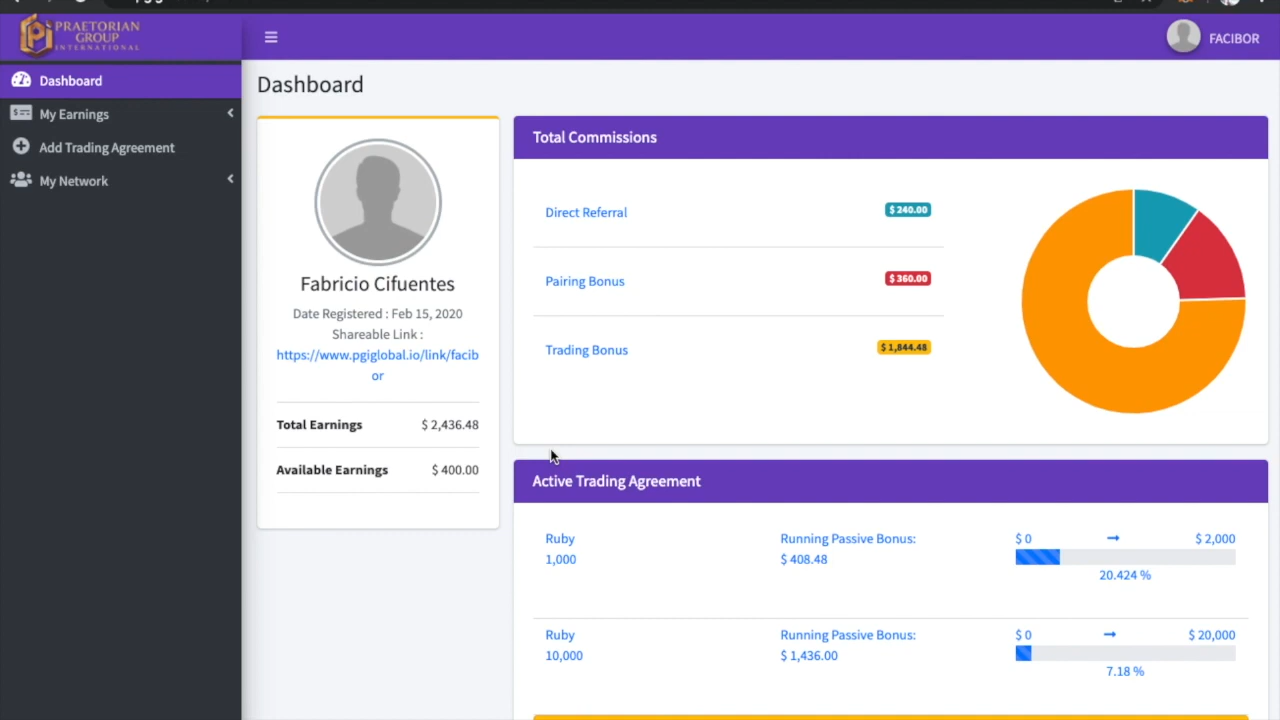 PRAETORIAN
GROUP
INTERNATIONAL
FACIBOR
Dashboard
My Earnings
Add Trading Agreement
My Network
Dashboard
Fabricio Cifuentes
Date Registered : Feb 15, 2020
Shareable Link :
https://www.pgiglobal.io/link/facib
or
Total Earnings $ 2,436.48
Available Earnings $ 400.00
Total Commissions
Direct Referral $ 240.00
Pairing Bonus $ 360.00
Trading Bonus $ 1,844.48
Active Trading Agreement
Ruby Running Passive Bonus: $ 0 → $ 2,000
1,000 $ 408.48
20.424 %
Ruby Running Passive Bonus: $ 0 → $ 20,000
10,000 $ 1,436.00
7.18 %